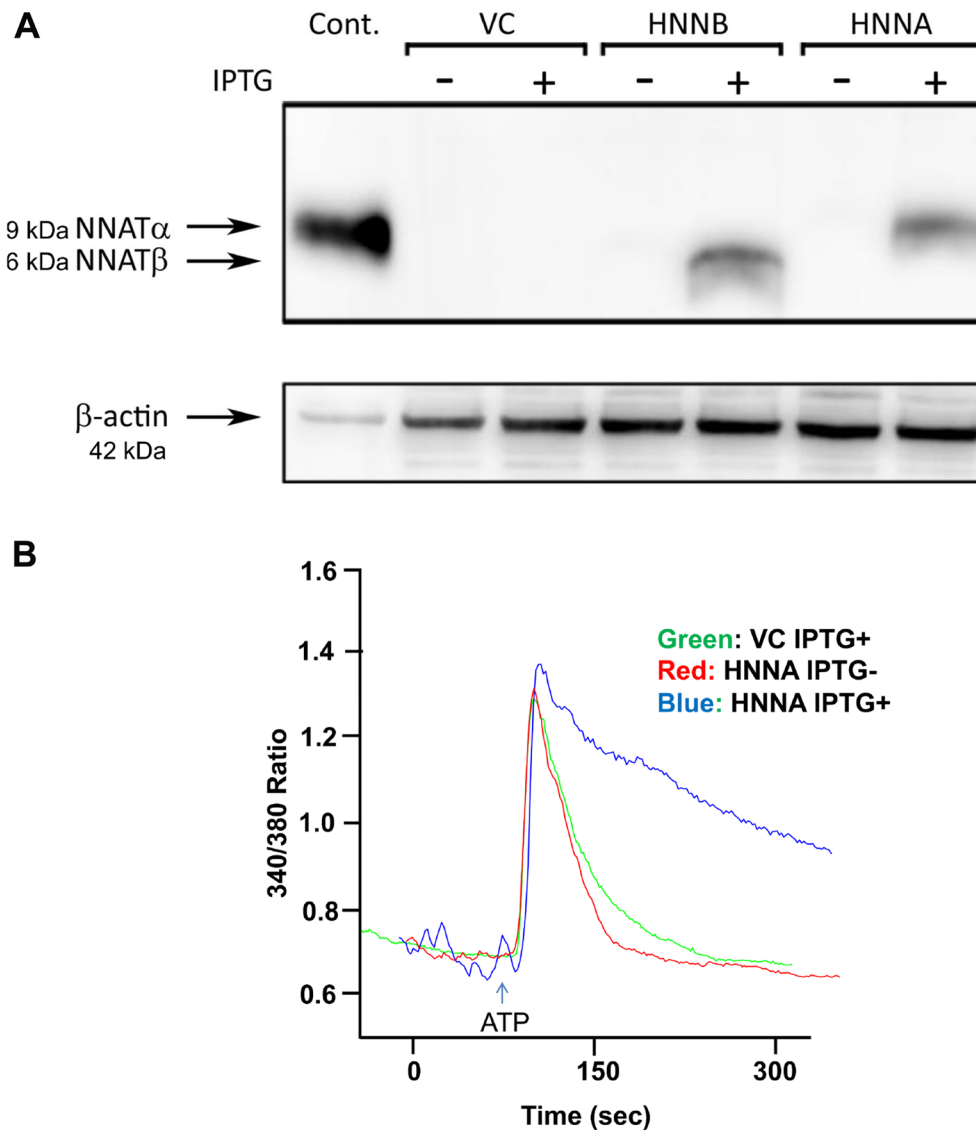 A
Cont. VC HNNB HNNA
IPTG - + - + - +
9 kDa NNATα
6 kDa NNATβ
β-actin
42 kDa
B
1.6
1.4
1.2
1.0
0.8
0.6
340/380 Ratio
Green: VC IPTG+
Red: HNNA IPTG-
Blue: HNNA IPTG+
ATP
0 150 300
Time (sec)